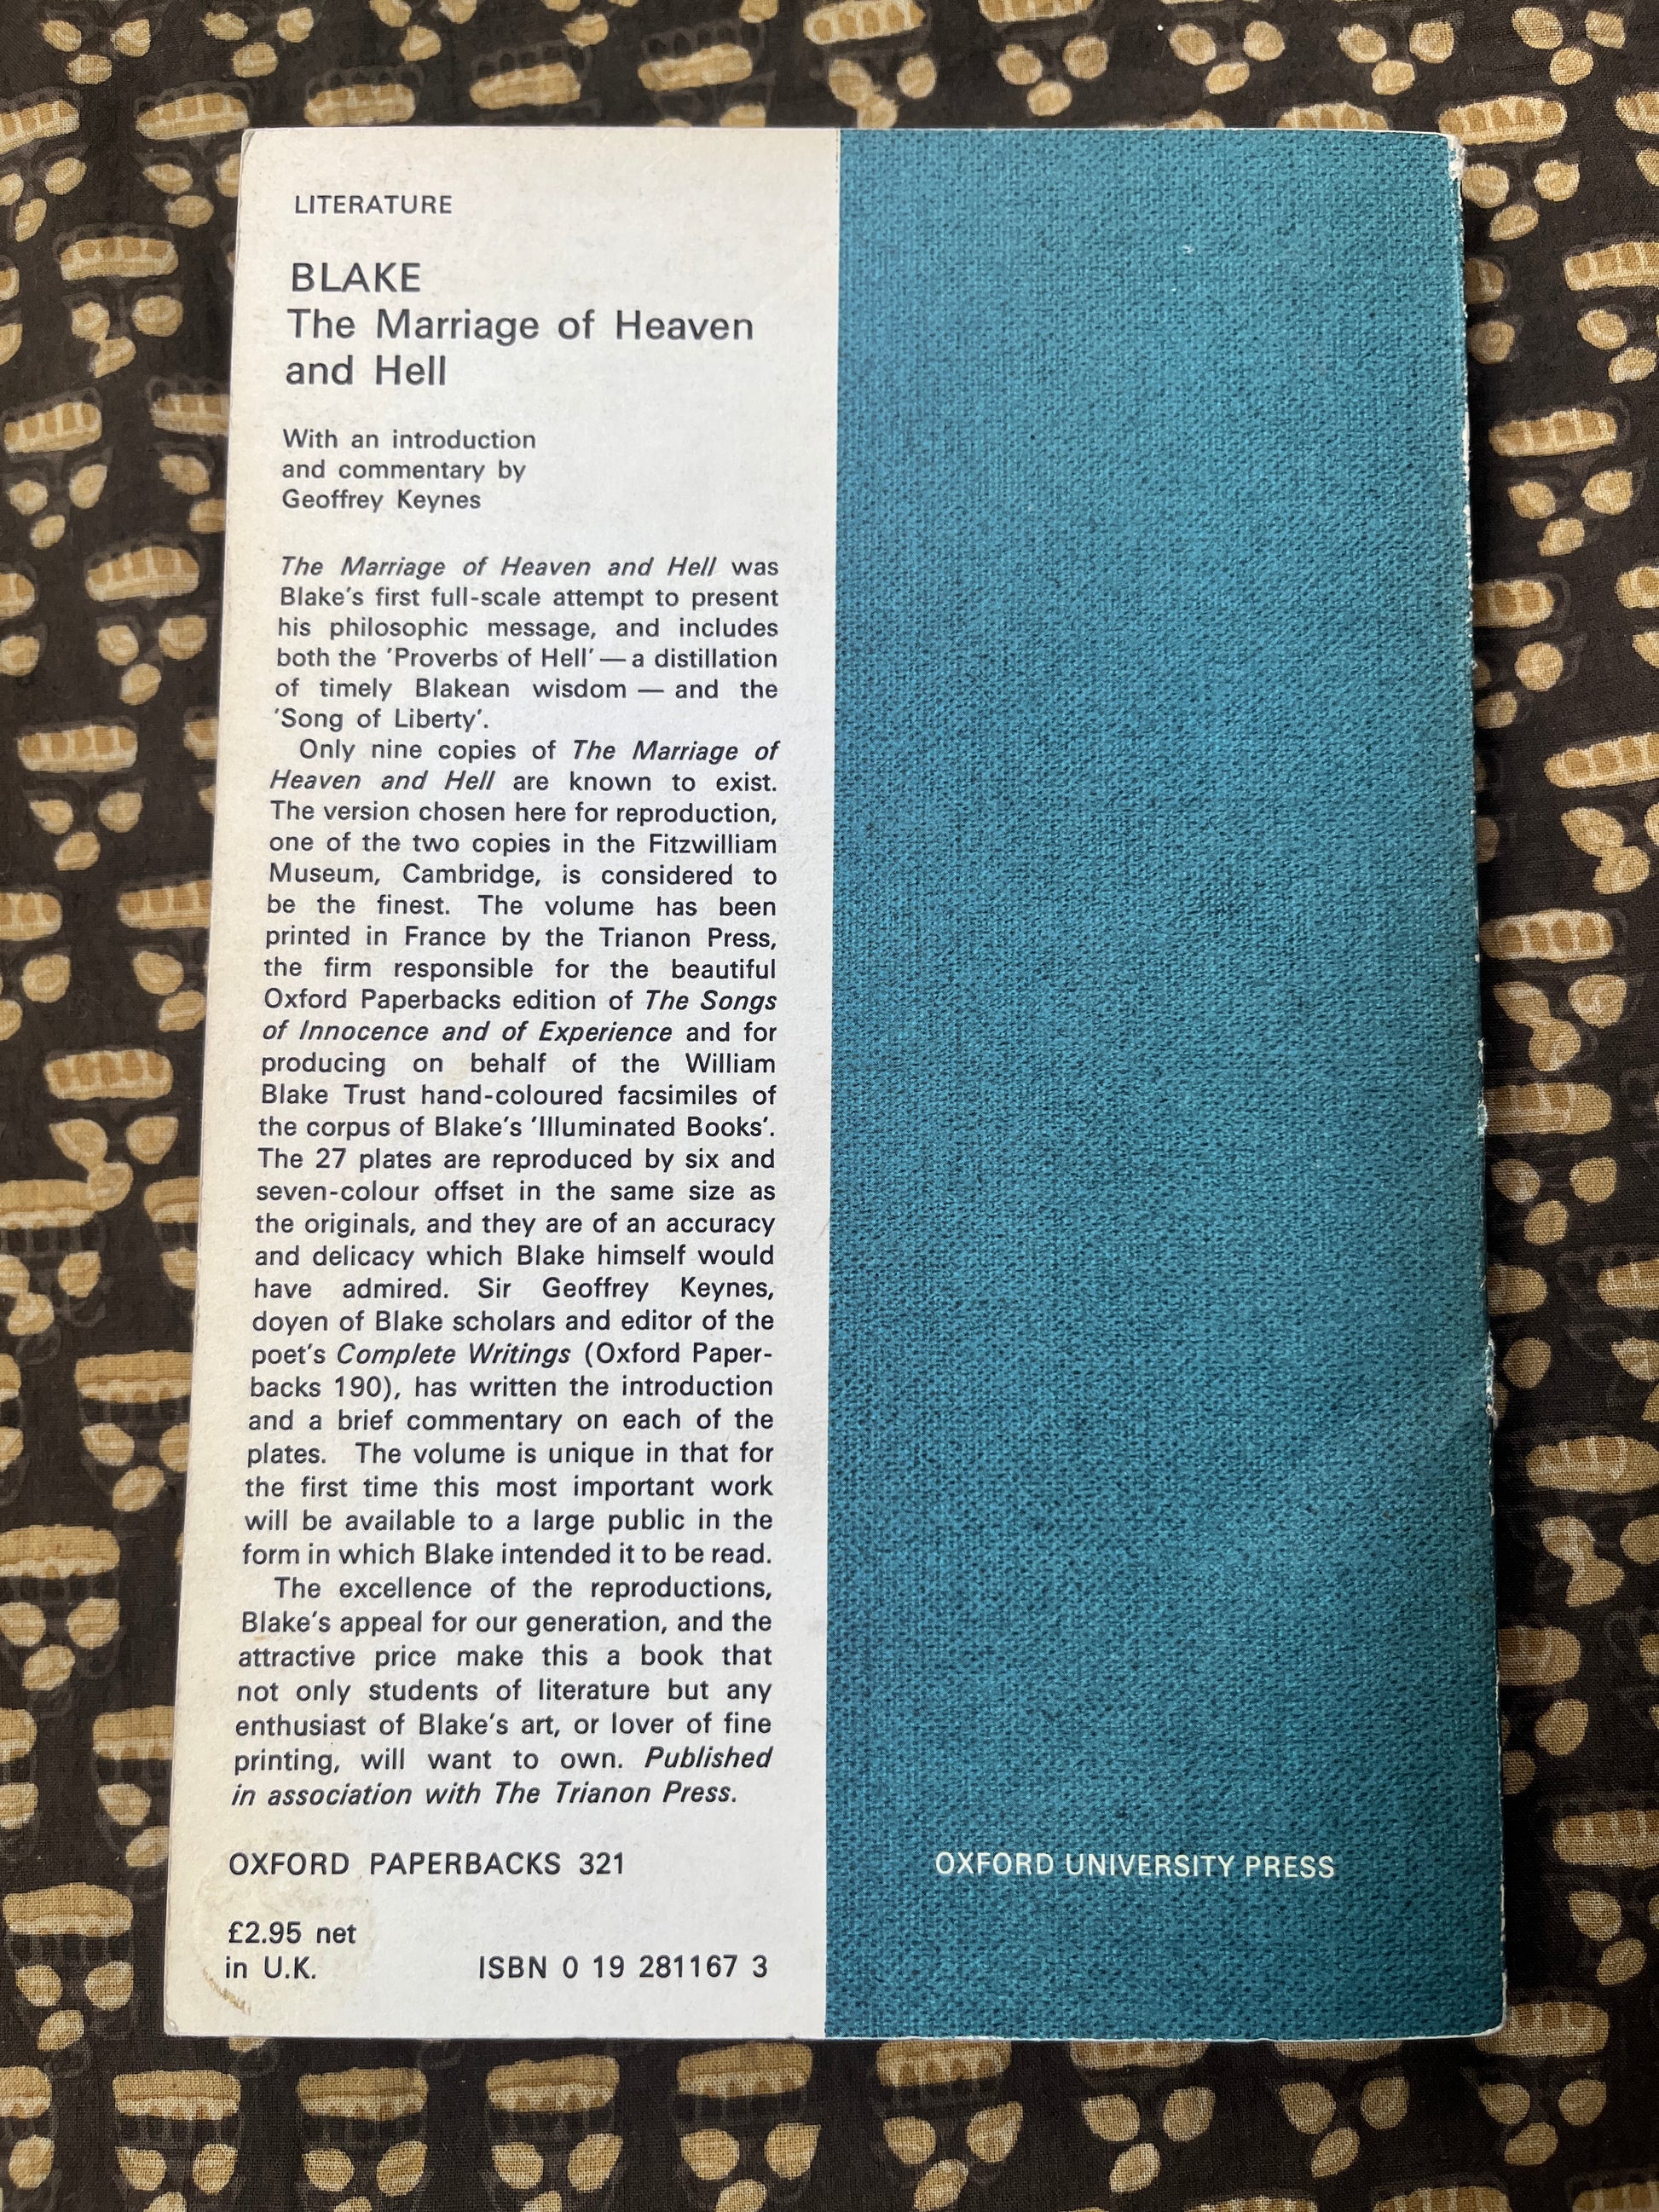 LITERATURE
BLAKE
The Marriage of Heaven
and Hell
With an introduction
and commentary by
Geoffrey Keynes
The Marriage of Heaven and Hell was
Blake's first full-scale attempt to present
his philosophic message, and includes
both the 'Proverbs of Hell' — a distillation
of timely Blakean wisdom — and the
'Song of Liberty'.
Only nine copies of The Marriage of
Heaven and Hell are known to exist.
The version chosen here for reproduction,
one of the two copies in the Fitzwilliam
Museum, Cambridge, is considered to
be the finest. The volume has been
printed in France by the Trianon Press,
the firm responsible for the beautiful
Oxford Paperbacks edition of The Songs
of Innocence and of Experience and for
producing on behalf of the William
Blake Trust hand-coloured facsimiles of
the corpus of Blake's 'Illuminated Books'.
The 27 plates are reproduced by six and
seven-colour offset in the same size as
the originals, and they are of an accuracy
and delicacy which Blake himself would
have admired. Sir Geoffrey Keynes,
doyen of Blake scholars and editor of the
poet's Complete Writings (Oxford Paper-
backs 190), has written the introduction
and a brief commentary on each of the
plates. The volume is unique in that for
the first time this most important work
will be available to a large public in the
form in which Blake intended it to be read.
The excellence of the reproductions,
Blake's appeal for our generation, and the
attractive price make this a book that
not only students of literature but any
enthusiast of Blake's art, or lover of fine
printing, will want to own. Published
in association with The Trianon Press.
OXFORD PAPERBACKS 321
£2.95 net
in U.K.
ISBN 0 19 281167 3
OXFORD UNIVERSITY PRESS